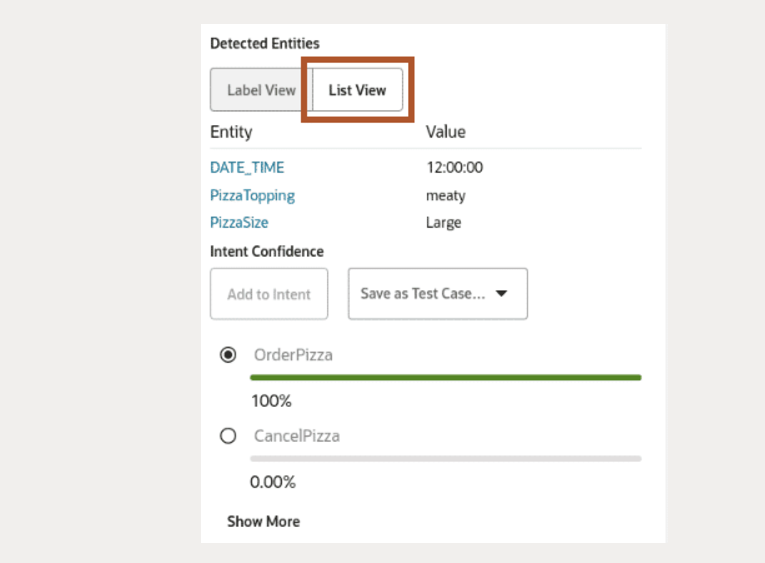 Detected Entities
Label View List View
Entity Value
DATE_TIME 12:00:00
PizzaTopping meaty
PizzaSize Large
Intent Confidence
Add to Intent Save as Test Case...
OrderPizza
100%
CancelPizza
0.00%
Show More